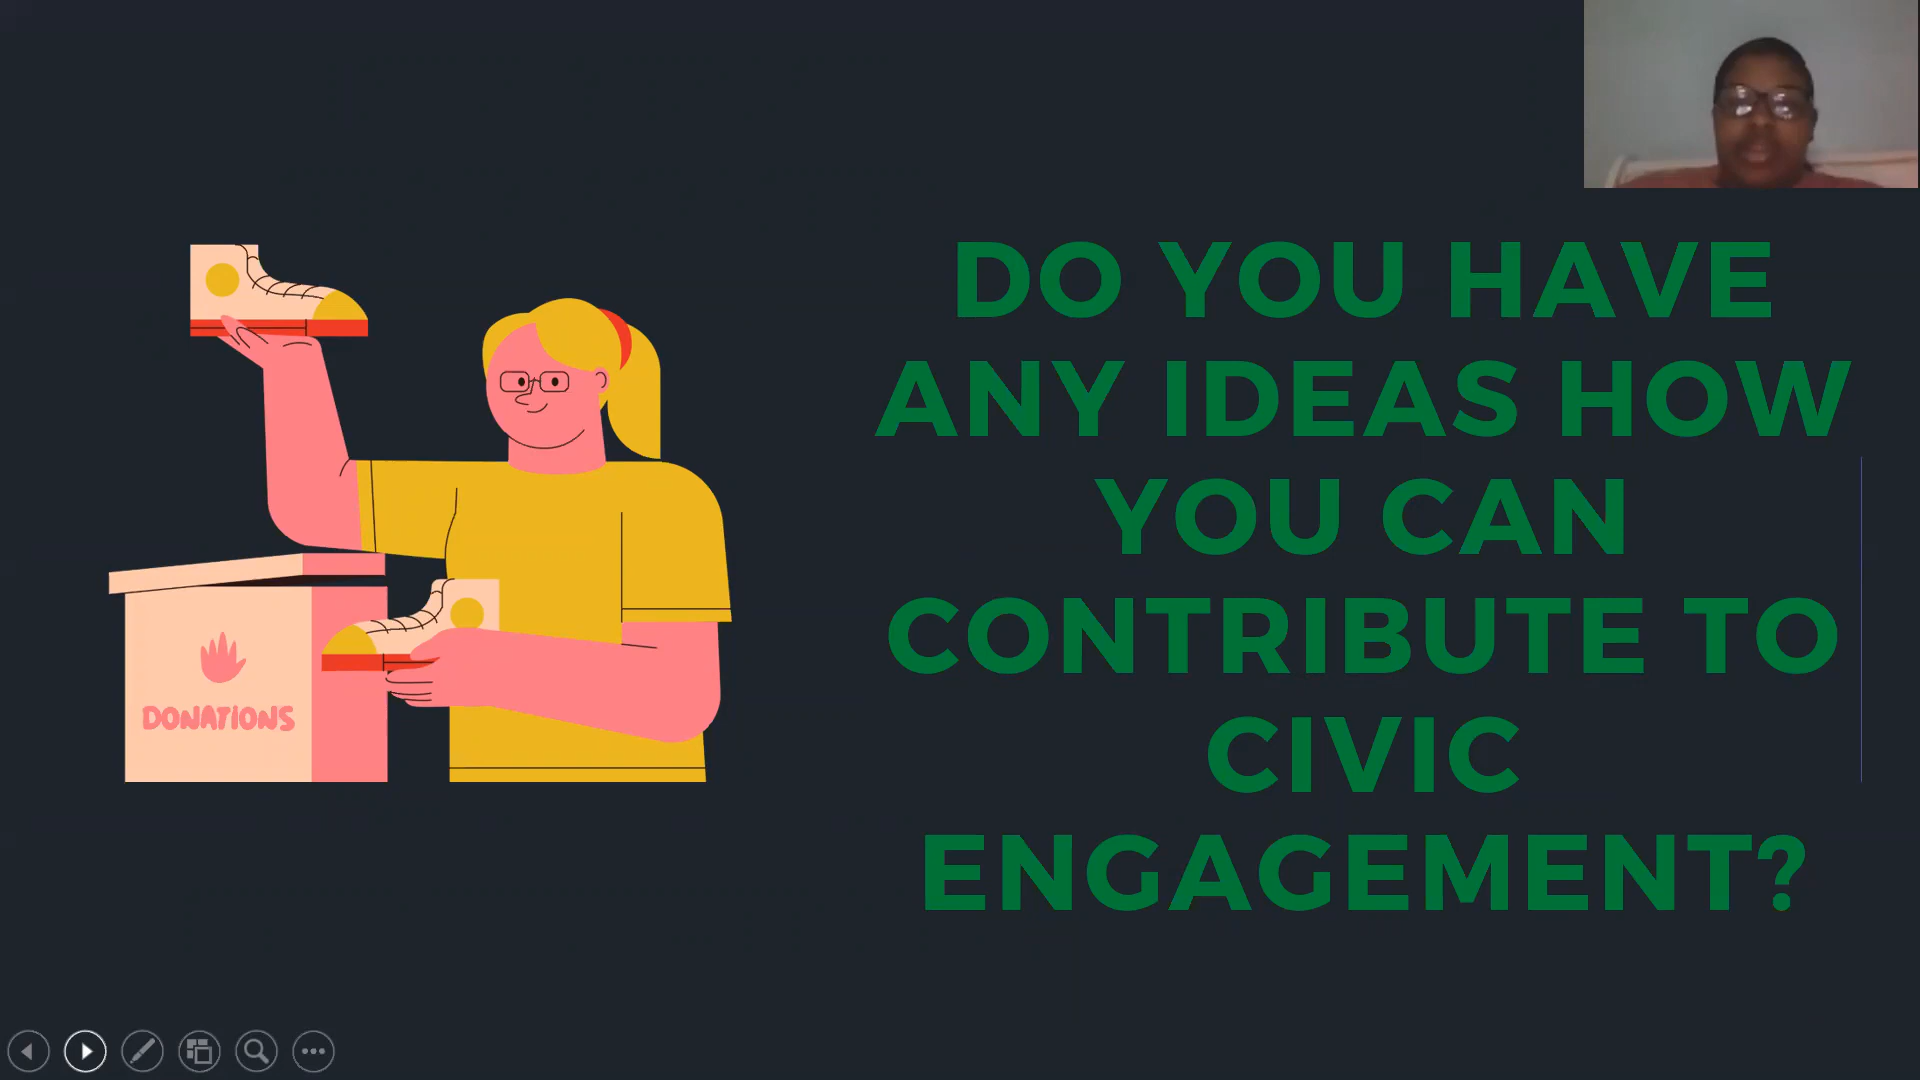 DO YOU HAVE
ANY IDEAS HOW
YOU CAN
CONTRIBUTE TO
CIVIC
ENGAGEMENT?
DONATIONS